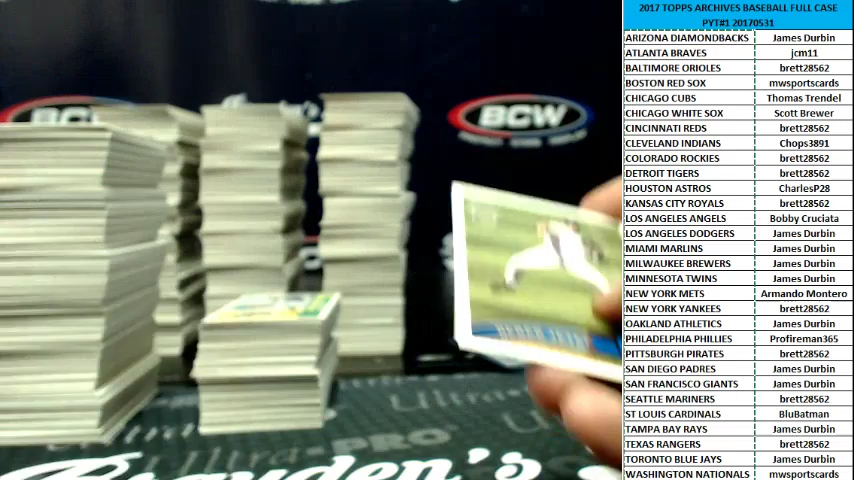 2017 TOPPS ARCHIVES BASEBALL FULL CASE
PYT#1 20170531
ARIZONA DIAMONDBACKS James Durbin
ATLANTA BRAVES jcm11
BALTIMORE ORIOLES brett28562
BOSTON RED SOX mwsportscards
CHICAGO CUBS Thomas Trendel
CHICAGO WHITE SOX Scott Brewer
CINCINNATI REDS brett28562
CLEVELAND INDIANS Chops3891
COLORADO ROCKIES brett28562
DETROIT TIGERS brett28562
HOUSTON ASTROS CharlesP28
KANSAS CITY ROYALS brett28562
LOS ANGELES ANGELS Bobby Cruciata
LOS ANGELES DODGERS James Durbin
MIAMI MARLINS James Durbin
MILWAUKEE BREWERS James Durbin
MINNESOTA TWINS James Durbin
NEW YORK METS Armando Montero
NEW YORK YANKEES brett28562
OAKLAND ATHLETICS James Durbin
PHILADELPHIA PHILLIES Profireman365
PITTSBURGH PIRATES brett28562
SAN DIEGO PADRES James Durbin
SAN FRANCISCO GIANTS James Durbin
SEATTLE MARINERS brett28562
ST LOUIS CARDINALS BluBatman
TAMPA BAY RAYS James Durbin
TEXAS RANGERS brett28562
TORONTO BLUE JAYS James Durbin
WASHINGTON NATIONALS mwsportscards
BCW
Ultra PRO
Brayden's